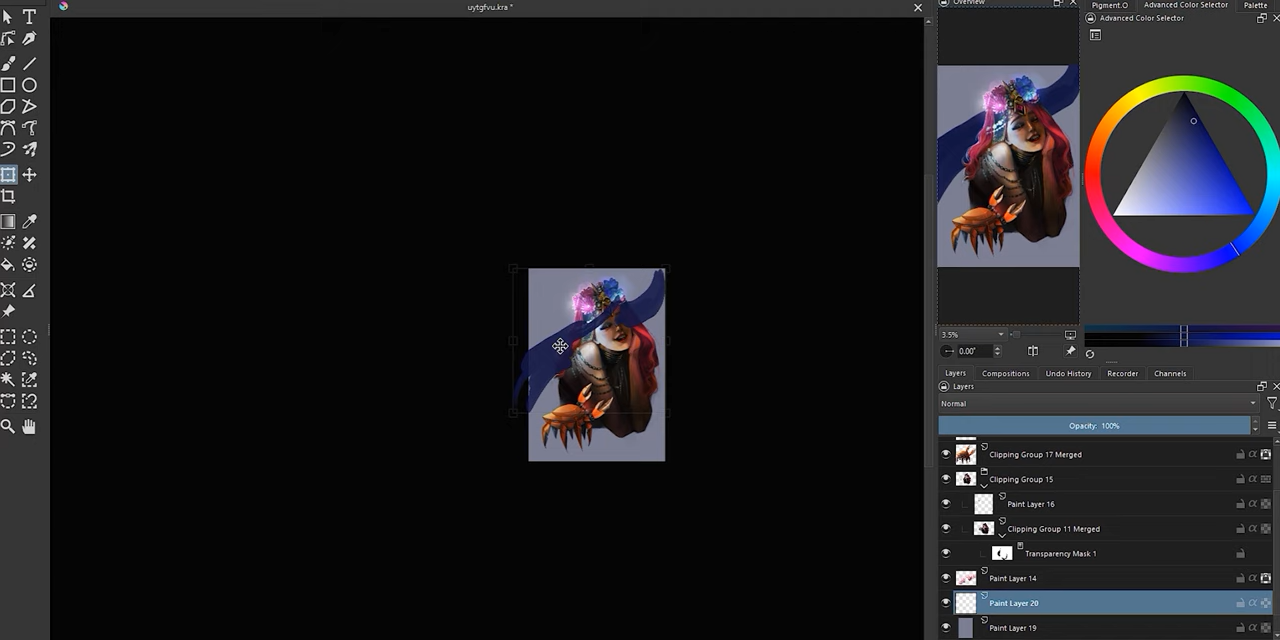 uytgfvu.kra *
Overview
Pigment.O Advanced Color Selector Palette
Advanced Color Selector
3.5%
0.00°
Layers Compositions Undo History Recorder Channels
Layers
Normal
Opacity: 100%
Clipping Group 17 Merged
Clipping Group 15
Paint Layer 16
Clipping Group 11 Merged
Transparency Mask 1
Paint Layer 14
Paint Layer 20
Paint Layer 19